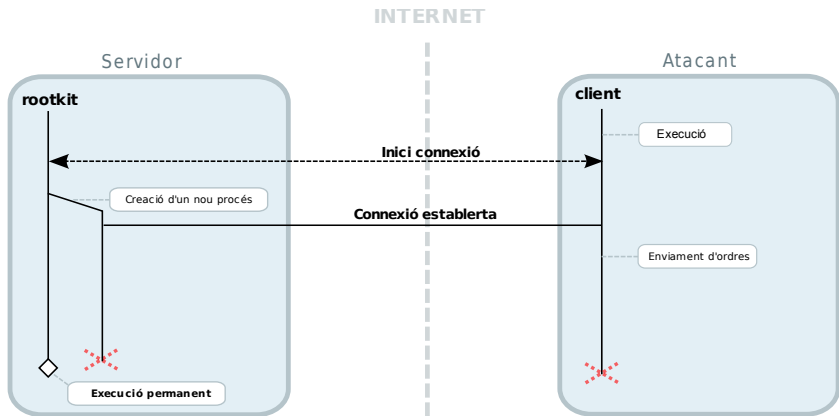 INTERNET
Servidor
Atacant
rootkit
client
Execució
Inici connexió
Creació d'un nou procés
Connexió establerta
Enviament d'ordres
Execució permanent